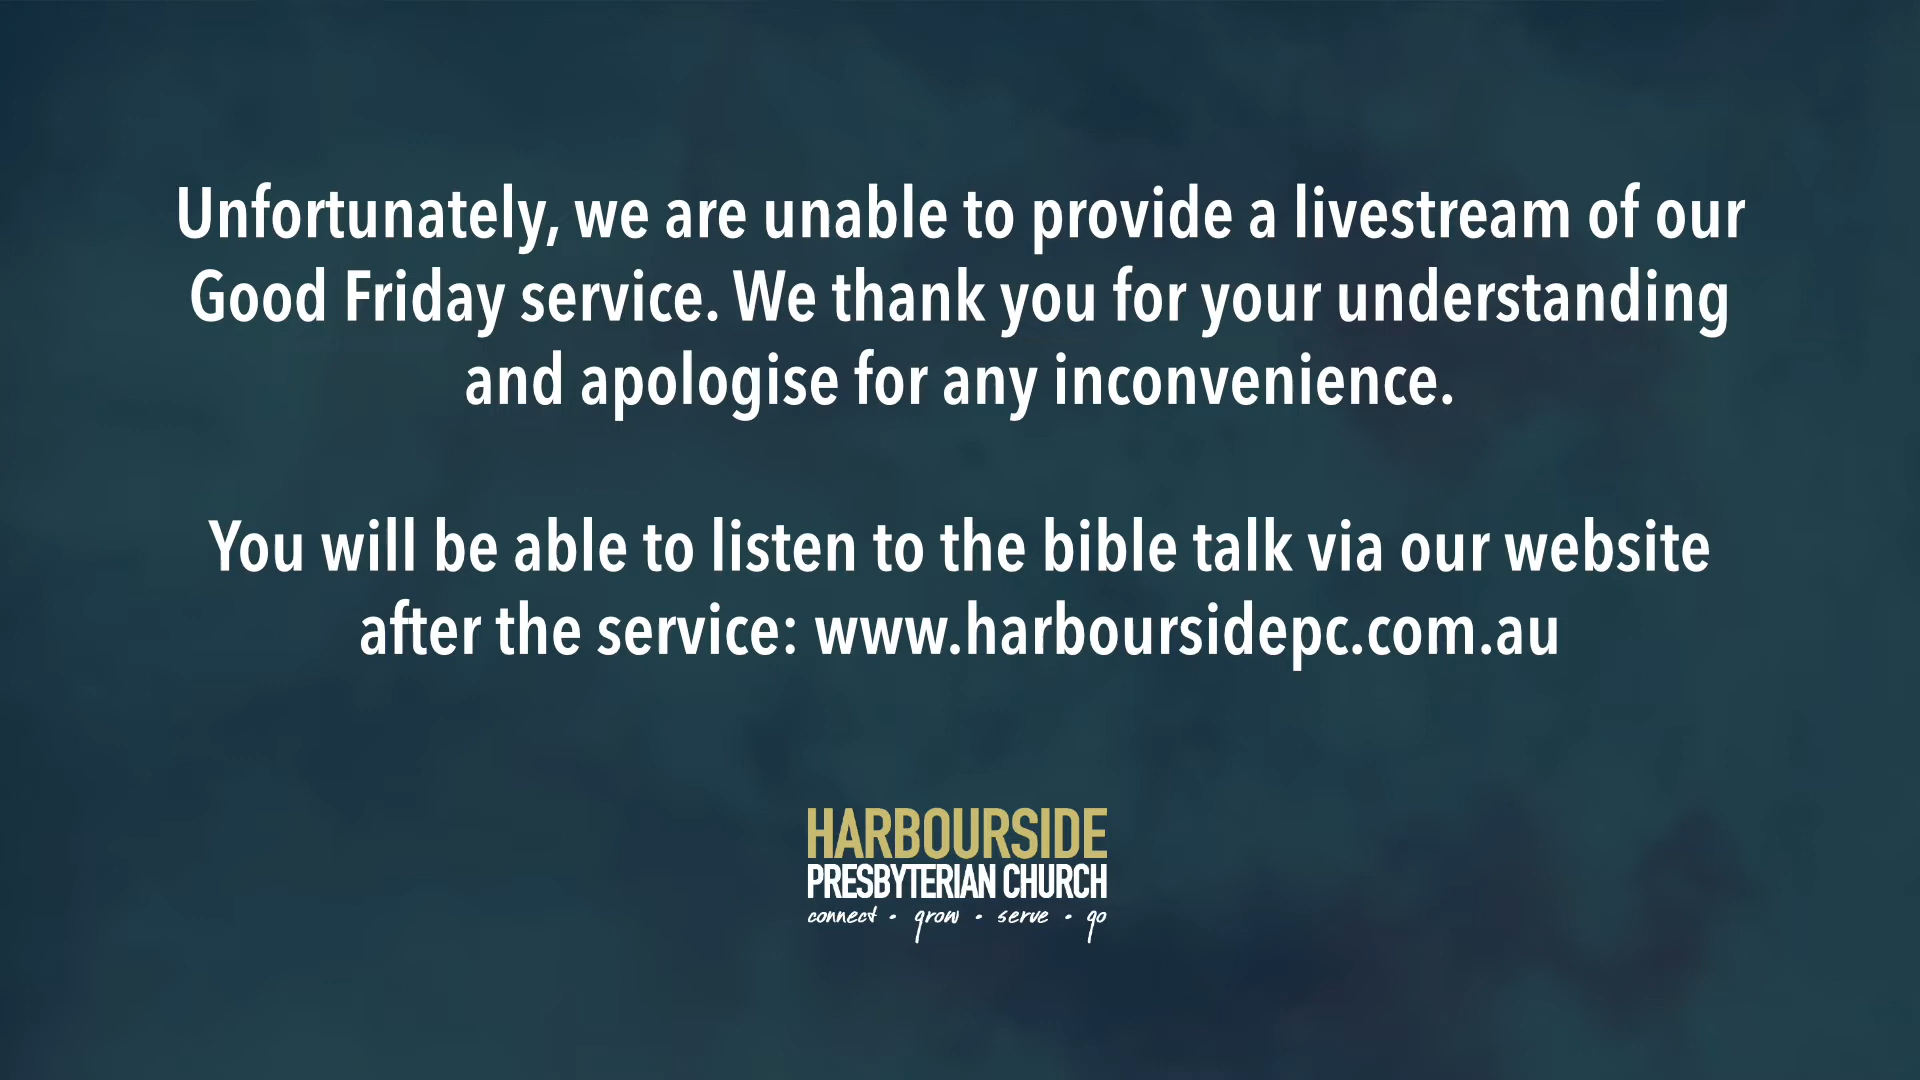 Unfortunately, we are unable to provide a livestream of our
Good Friday service. We thank you for your understanding
and apologise for any inconvenience.
You will be able to listen to the bible talk via our website
after the service: www.harboursidepc.com.au
HARBOURSIDE
PRESBYTERIAN CHURCH
connect · grow · serve · go